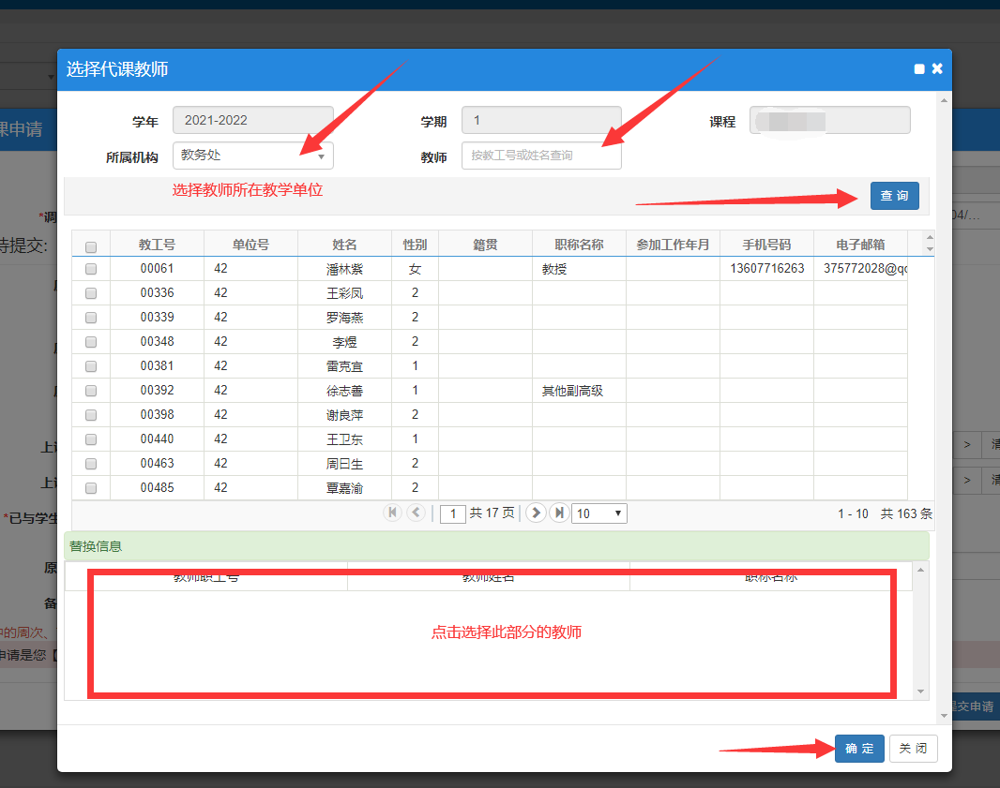 选择代课教师
学年 2021-2022 学期 1 课程
所属机构 教务处 教师 按教工号或姓名查询
选择教师所在教学单位
查 询
教工号 单位号 姓名 性别 籍贯 职称名称 参加工作年月 手机号码 电子邮箱
00061 42 潘林紫 女 教授 13607716263 375772028@qc
00336 42 王彩凤 2
00339 42 罗海燕 2
00348 42 李煜 2
00381 42 雷克宜 1
00392 42 徐志善 1 其他副高级
00398 42 谢良萍 2
00440 42 王卫东 1
00463 42 周日生 2
00485 42 覃嘉渝 2
1 共 17 页 10 1 - 10 共 163 条
替换信息
教师职工号 教师姓名 职称名称
点击选择此部分的教师
确 定 关 闭
课申请
*调
04/...
待提交:
上课
> 清
上课
> 清
*已与学生
原
备
中的周次、
申请是您【
提交申请